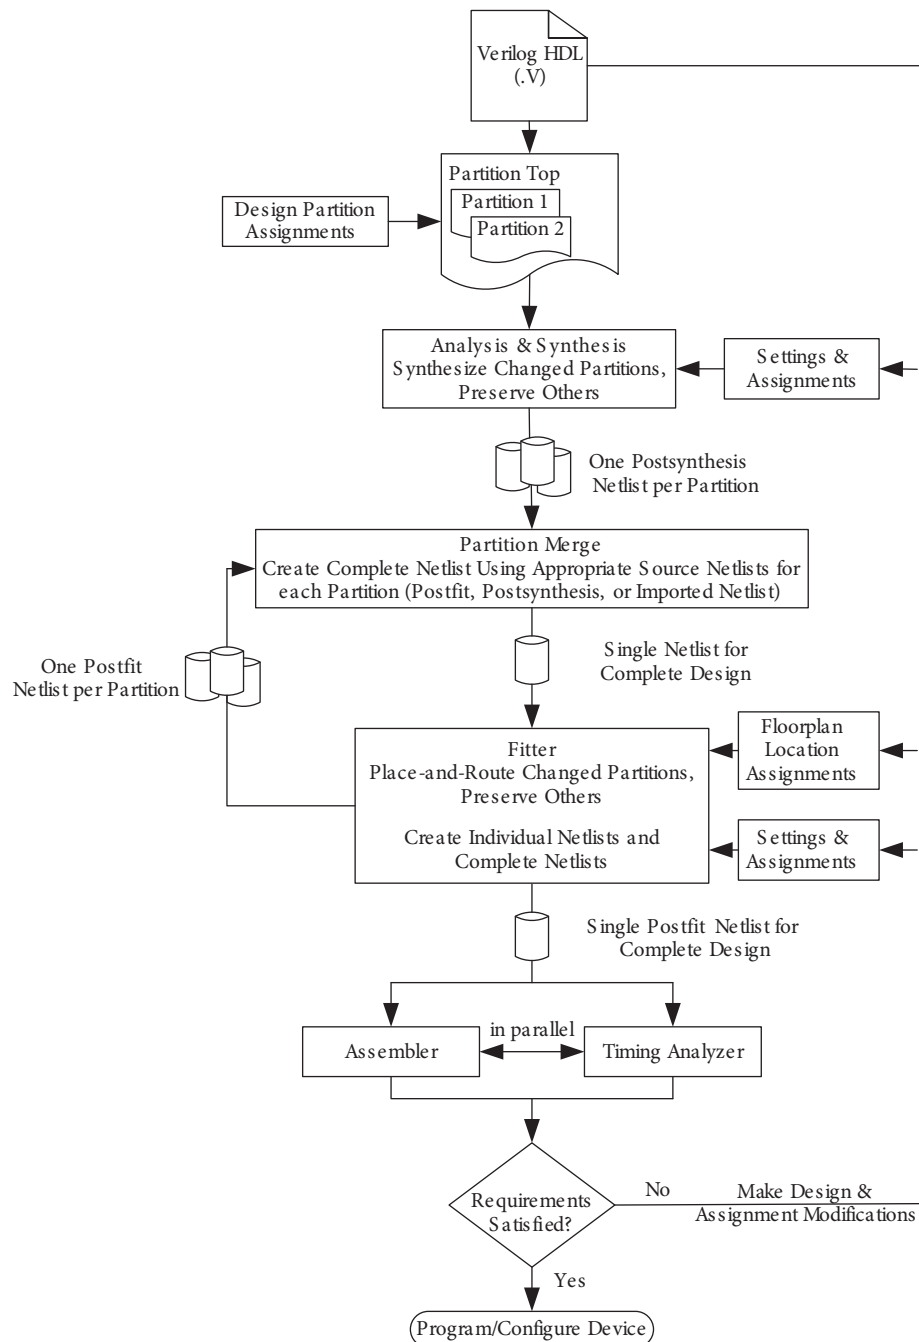 Verilog HDL
(.V)
Partition Top
Partition 1
Partition 2
Design Partition
Assignments
Analysis & Synthesis
Synthesize Changed Partitions,
Preserve Others
Settings &
Assignments
One Postsynthesis
Netlist per Partition
Partition Merge
Create Complete Netlist Using Appropriate Source Netlists for
each Partition (Postfit, Postsynthesis, or Imported Netlist)
One Postfit
Netlist per Partition
Single Netlist for
Complete Design
Fitter
Place-and-Route Changed Partitions,
Preserve Others
Create Individual Netlists and
Complete Netlists
Floorplan
Location
Assignments
Settings &
Assignments
Single Postfit Netlist for
Complete Design
Assembler
in parallel
Timing Analyzer
Requirements
Satisfied?
No
Make Design &
Assignment Modifications
Yes
Program/Configure Device